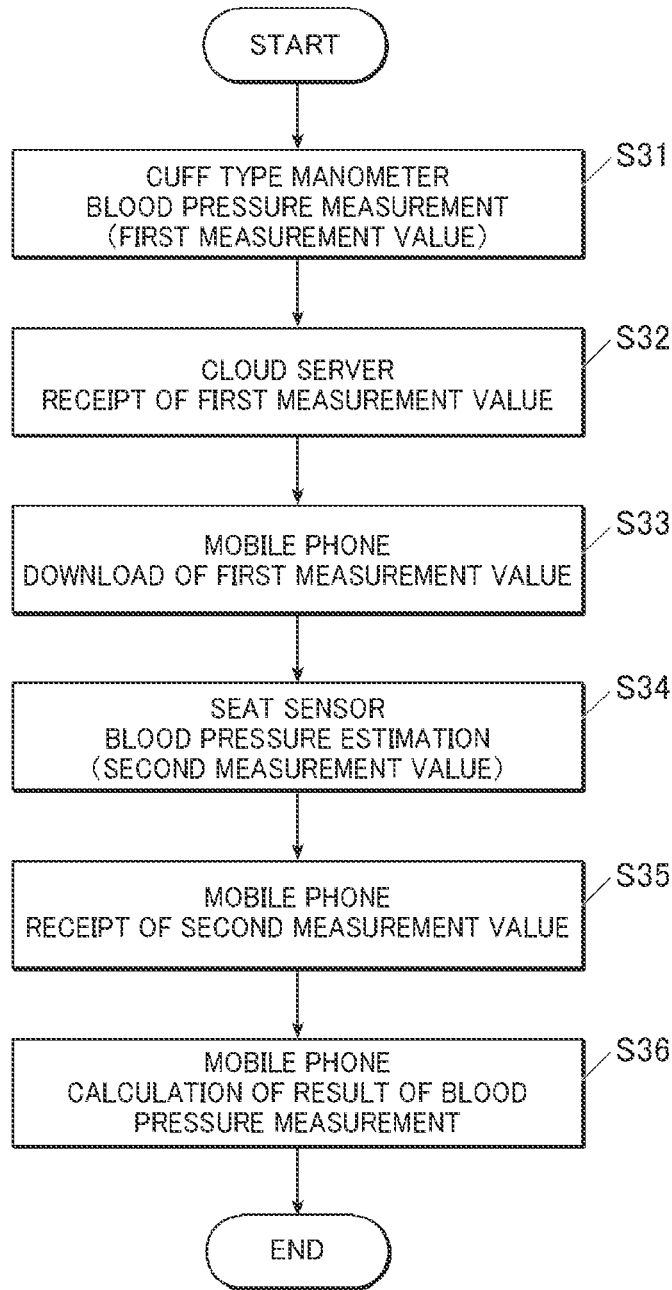 START
S31
CUFF TYPE MANOMETER
BLOOD PRESSURE MEASUREMENT
(FIRST MEASUREMENT VALUE)
S32
CLOUD SERVER
RECEIPT OF FIRST MEASUREMENT VALUE
S33
MOBILE PHONE
DOWNLOAD OF FIRST MEASUREMENT VALUE
S34
SEAT SENSOR
BLOOD PRESSURE ESTIMATION
(SECOND MEASUREMENT VALUE)
S35
MOBILE PHONE
RECEIPT OF SECOND MEASUREMENT VALUE
S36
MOBILE PHONE
CALCULATION OF RESULT OF BLOOD
PRESSURE MEASUREMENT
END